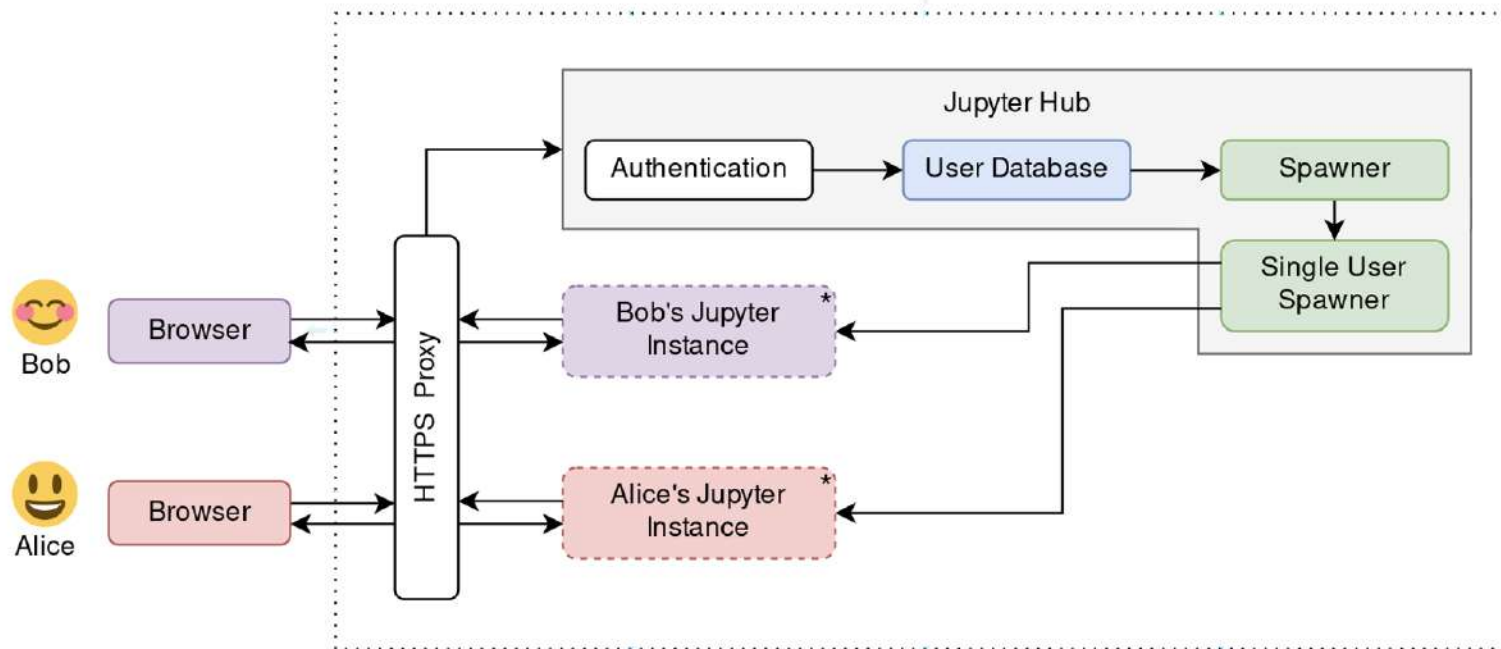 Jupyter Hub
Authentication
User Database
Spawner
Single User
Spawner
Bob
Browser
HTTPS Proxy
Bob's Jupyter
Instance
*
Alice
Browser
Alice's Jupyter
Instance
*